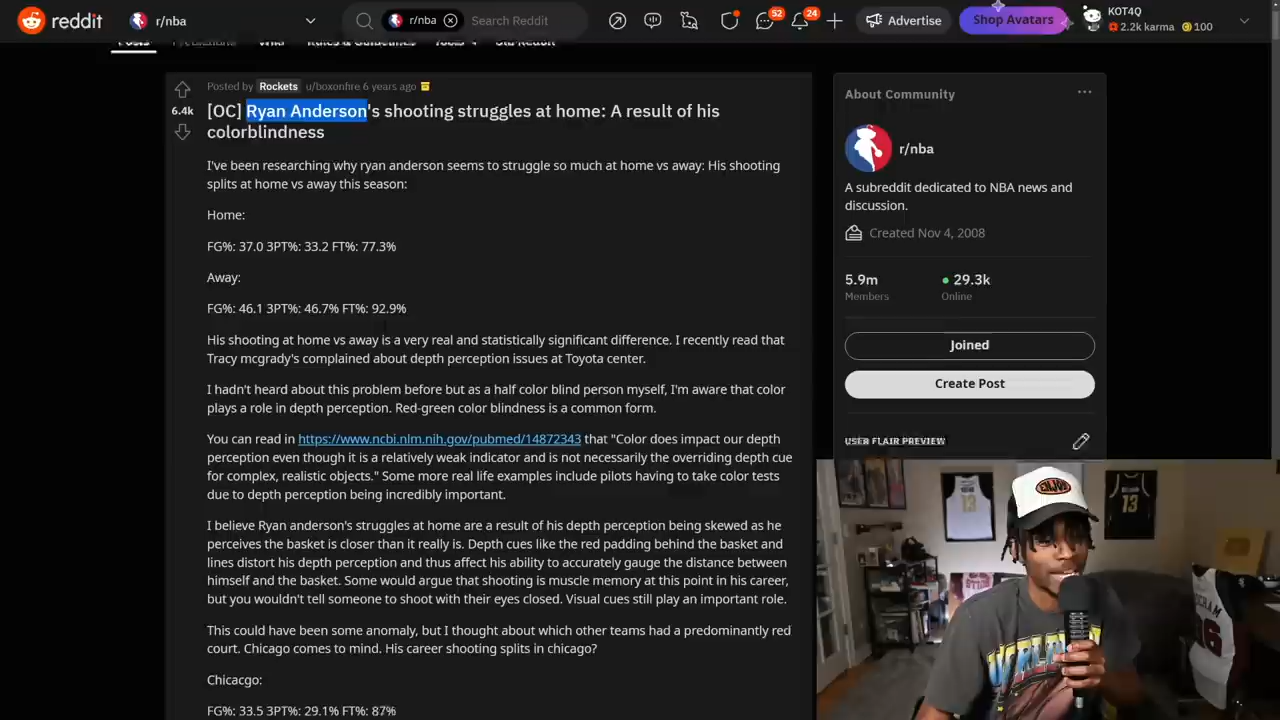 reddit
r/nba
r/nba
Search Reddit
52
24
Advertise
Shop Avatars
KOT4Q
2.2k karma
100
Posts
Wiki
Rules & Guidelines
Tools
Old Reddit
Posted by Rockets u/boxonfire 6 years ago
6.4k
[OC] Ryan Anderson's shooting struggles at home: A result of his
colorblindness
I've been researching why ryan anderson seems to struggle so much at home vs away: His shooting
splits at home vs away this season:
Home:
FG%: 37.0 3PT%: 33.2 FT%: 77.3%
Away:
FG%: 46.1 3PT%: 46.7% FT%: 92.9%
His shooting at home vs away is a very real and statistically significant difference. I recently read that
Tracy mcgrady's complained about depth perception issues at Toyota center.
I hadn't heard about this problem before but as a half color blind person myself, I'm aware that color
plays a role in depth perception. Red-green color blindness is a common form.
You can read in https://www.ncbi.nlm.nih.gov/pubmed/14872343 that "Color does impact our depth
perception even though it is a relatively weak indicator and is not necessarily the overriding depth cue
for complex, realistic objects." Some more real life examples include pilots having to take color tests
due to depth perception being incredibly important.
I believe Ryan anderson's struggles at home are a result of his depth perception being skewed as he
perceives the basket is closer than it really is. Depth cues like the red padding behind the basket and
lines distort his depth perception and thus affect his ability to accurately gauge the distance between
himself and the basket. Some would argue that shooting is muscle memory at this point in his career,
but you wouldn't tell someone to shoot with their eyes closed. Visual cues still play an important role.
This could have been some anomaly, but I thought about which other teams had a predominantly red
court. Chicago comes to mind. His career shooting splits in chicago?
Chicacgo:
FG%: 33.5 3PT%: 29.1% FT%: 87%
About Community
r/nba
A subreddit dedicated to NBA news and
discussion.
Created Nov 4, 2008
5.9m
29.3k
Members
Online
Joined
Create Post
USER FLAIR PREVIEW
ENJOY
13
13